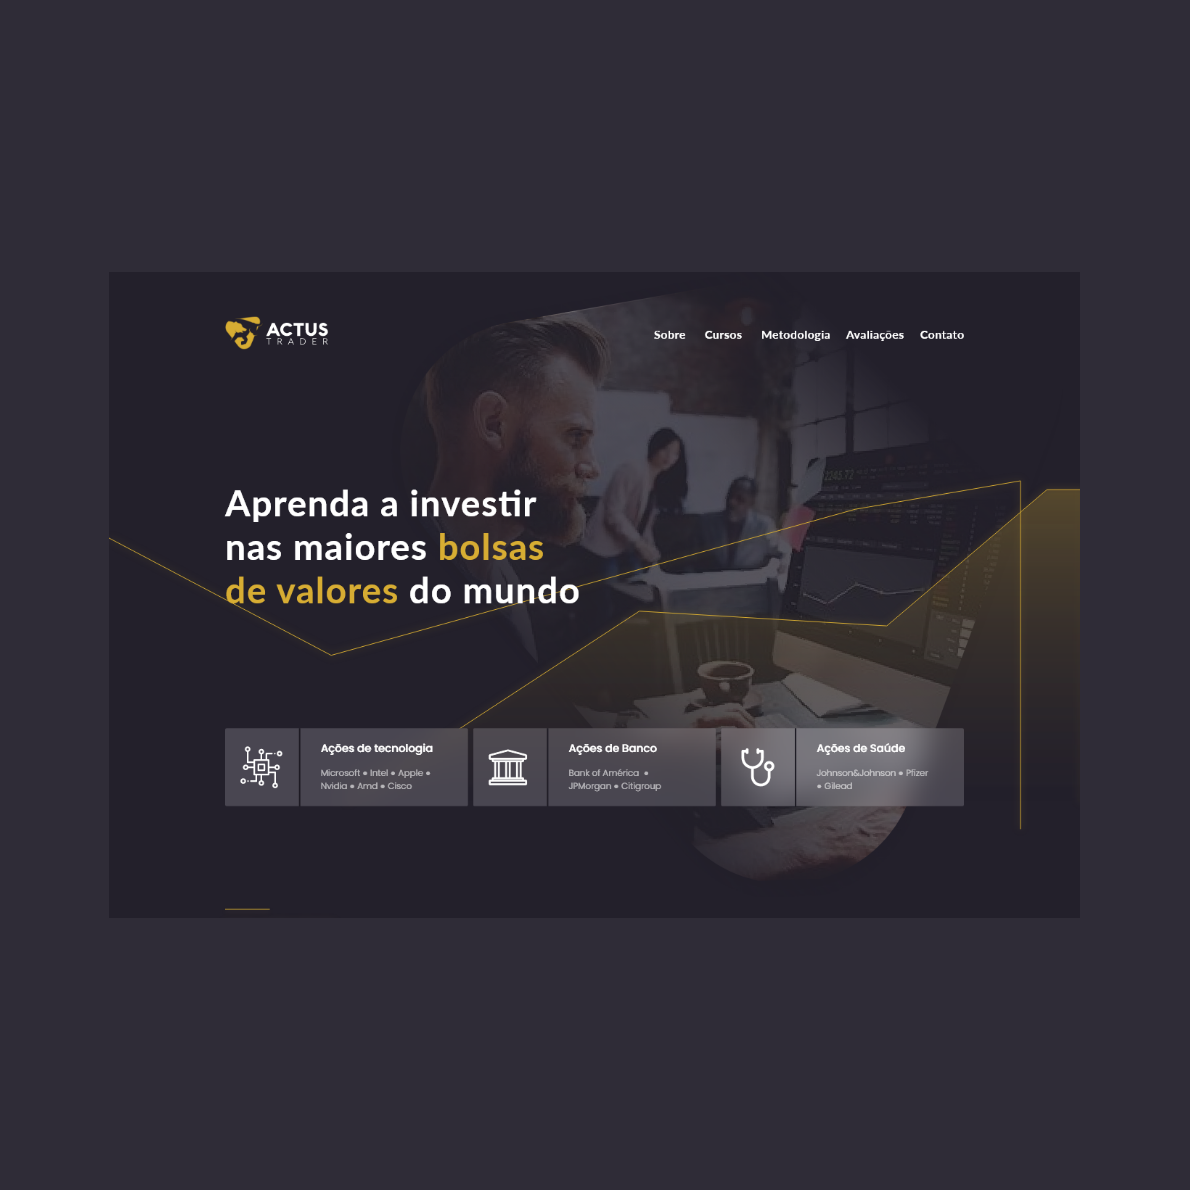 ACTUS
TRADER
Sobre Cursos Metodologia Avaliações Contato
Aprenda a investir
nas maiores bolsas
de valores do mundo
Ações de tecnologia
Microsoft • Intel • Apple •
Nvidia • Amd • Cisco
Ações de Banco
Bank of América •
JPMorgan • Citigroup
Ações de Saúde
Johnson&Johnson • Pfizer
• Gilead